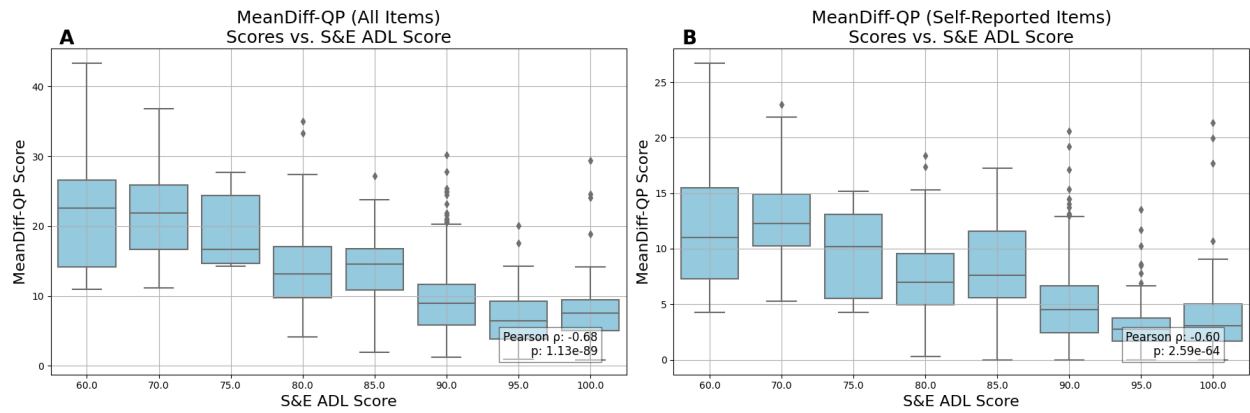 A
MeanDiff-QP (All Items)
Scores vs. S&E ADL Score
MeanDiff-QP Score
40
30
20
10
0
Pearson ρ: -0.68
p: 1.13e-89
60.0 70.0 75.0 80.0 85.0 90.0 95.0 100.0
S&E ADL Score
B
MeanDiff-QP (Self-Reported Items)
Scores vs. S&E ADL Score
MeanDiff-QP Score
25
20
15
10
5
0
Pearson ρ: -0.60
p: 2.59e-64
60.0 70.0 75.0 80.0 85.0 90.0 95.0 100.0
S&E ADL Score